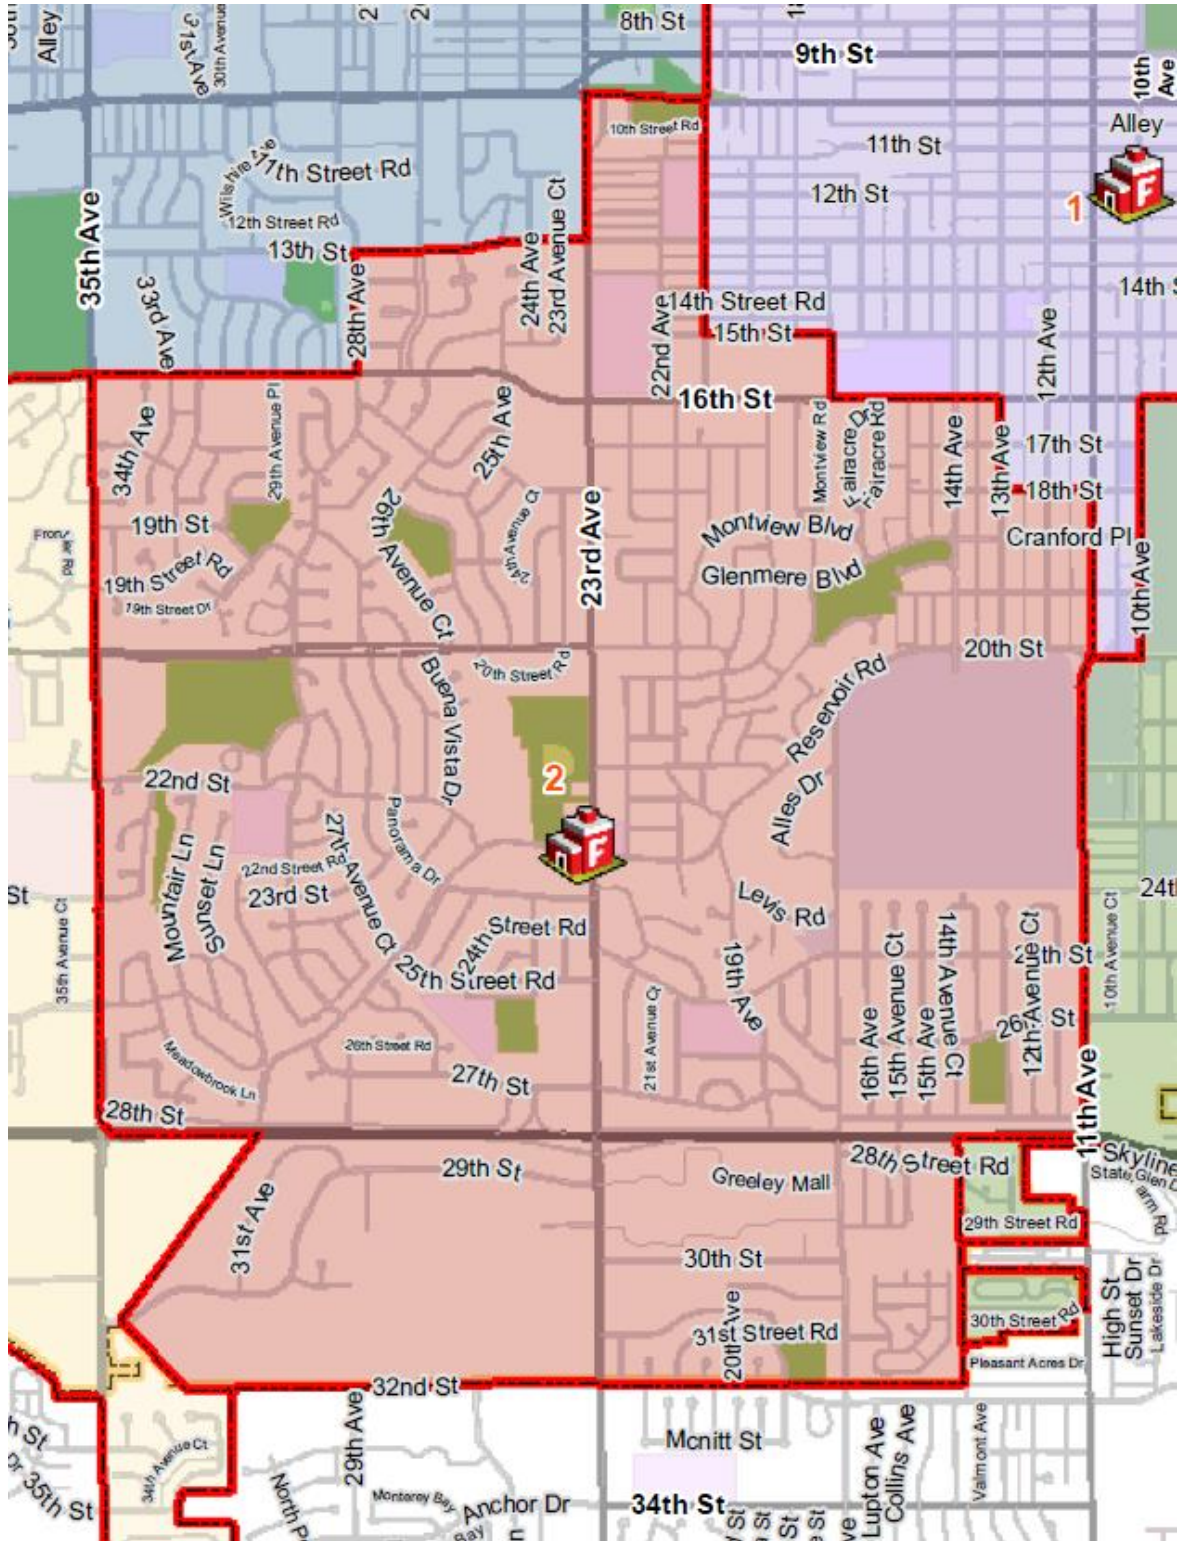 Alley
31st Ave
30th Avenue
8th St
9th St
10th Ave
Alley
10th Street Rd
11th St
12th St
1
F
Wilshire Ave
11th Street Rd
12th Street Rd
13th St
35th Ave
33rd Ave
28th Ave
24th Ave
23rd Avenue Ct
22nd Ave
14th Street Rd
14th S
15th St
12th Ave
16th St
34th Ave
29th Avenue Pl
25th Ave
Montview Rd
Fairacre Dr
Fairacre Rd
14th Ave
13th Ave
17th St
18th St
19th St
26th Avenue Ct
24th Avenue Ct
23rd Ave
Montview Blvd
Cranford Pl
Glenmere Blvd
10th Ave
19th Street Rd
19th Street Dr
20th Street Rd
20th St
Buena Vista Dr
Reservoir Rd
22nd St
2
F
Alles Dr
Mountair Ln
Sunset Ln
27th Avenue Ct
Panorama Dr
22nd Street Rd
23rd St
St
24th
Levis Rd
35th Avenue Ct
24th Street Rd
25th Street Rd
19th Ave
14th Avenue Ct
12th Avenue Ct
10th Avenue Ct
16th Ave
15th Avenue Ct
15th Ave
21st Avenue Ct
26th Street Rd
Meadowbrook Ln
27th St
28th St
11th Ave
28th Street Rd
Skyline
29th St
Greeley Mall
31st Ave
29th Street Rd
30th St
20th Ave
31st Street Rd
30th Street Rd
High St
Sunset Dr
Lakeside Dr
Pleasant Acres Dr
32nd St
29th Ave
34th Avenue Ct
Mcnitt St
Lupton Ave
Collins Ave
Valmont Ave
35th St
Monterey Bay
Anchor Dr
Bay
34th St